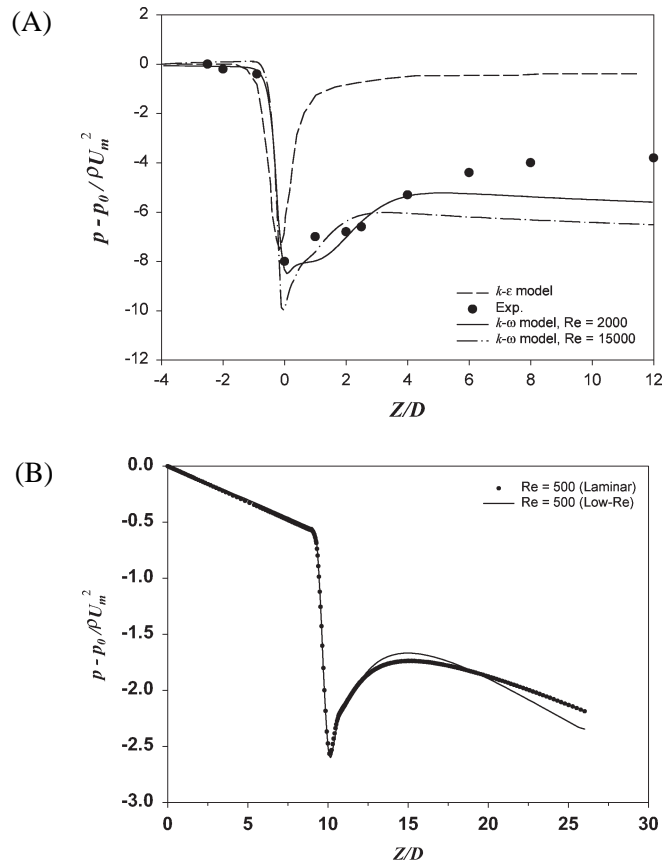 (A)
2
0
-2
-4
-6
-8
-10
-12
p - p₀ / ρU_m²
k-ε model
Exp.
k-ω model, Re = 2000
k-ω model, Re = 15000
-4 -2 0 2 4 6 8 10 12
Z/D
(B)
0.0
-0.5
-1.0
-1.5
-2.0
-2.5
-3.0
p - p₀ / ρU_m²
Re = 500 (Laminar)
Re = 500 (Low-Re)
0 5 10 15 20 25 30
Z/D